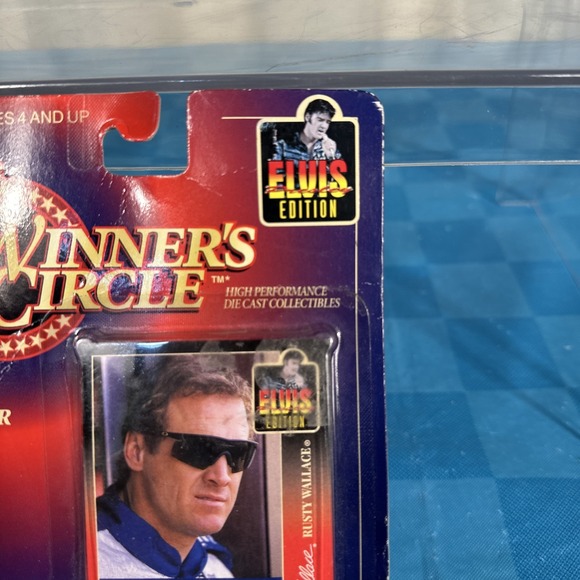 ES 4 AND UP
ELVIS
EDITION
WINNER'S
CIRCLE
TM*
HIGH PERFORMANCE
DIE CAST COLLECTIBLES
R
ELVIS
EDITION
RUSTY WALLACE®